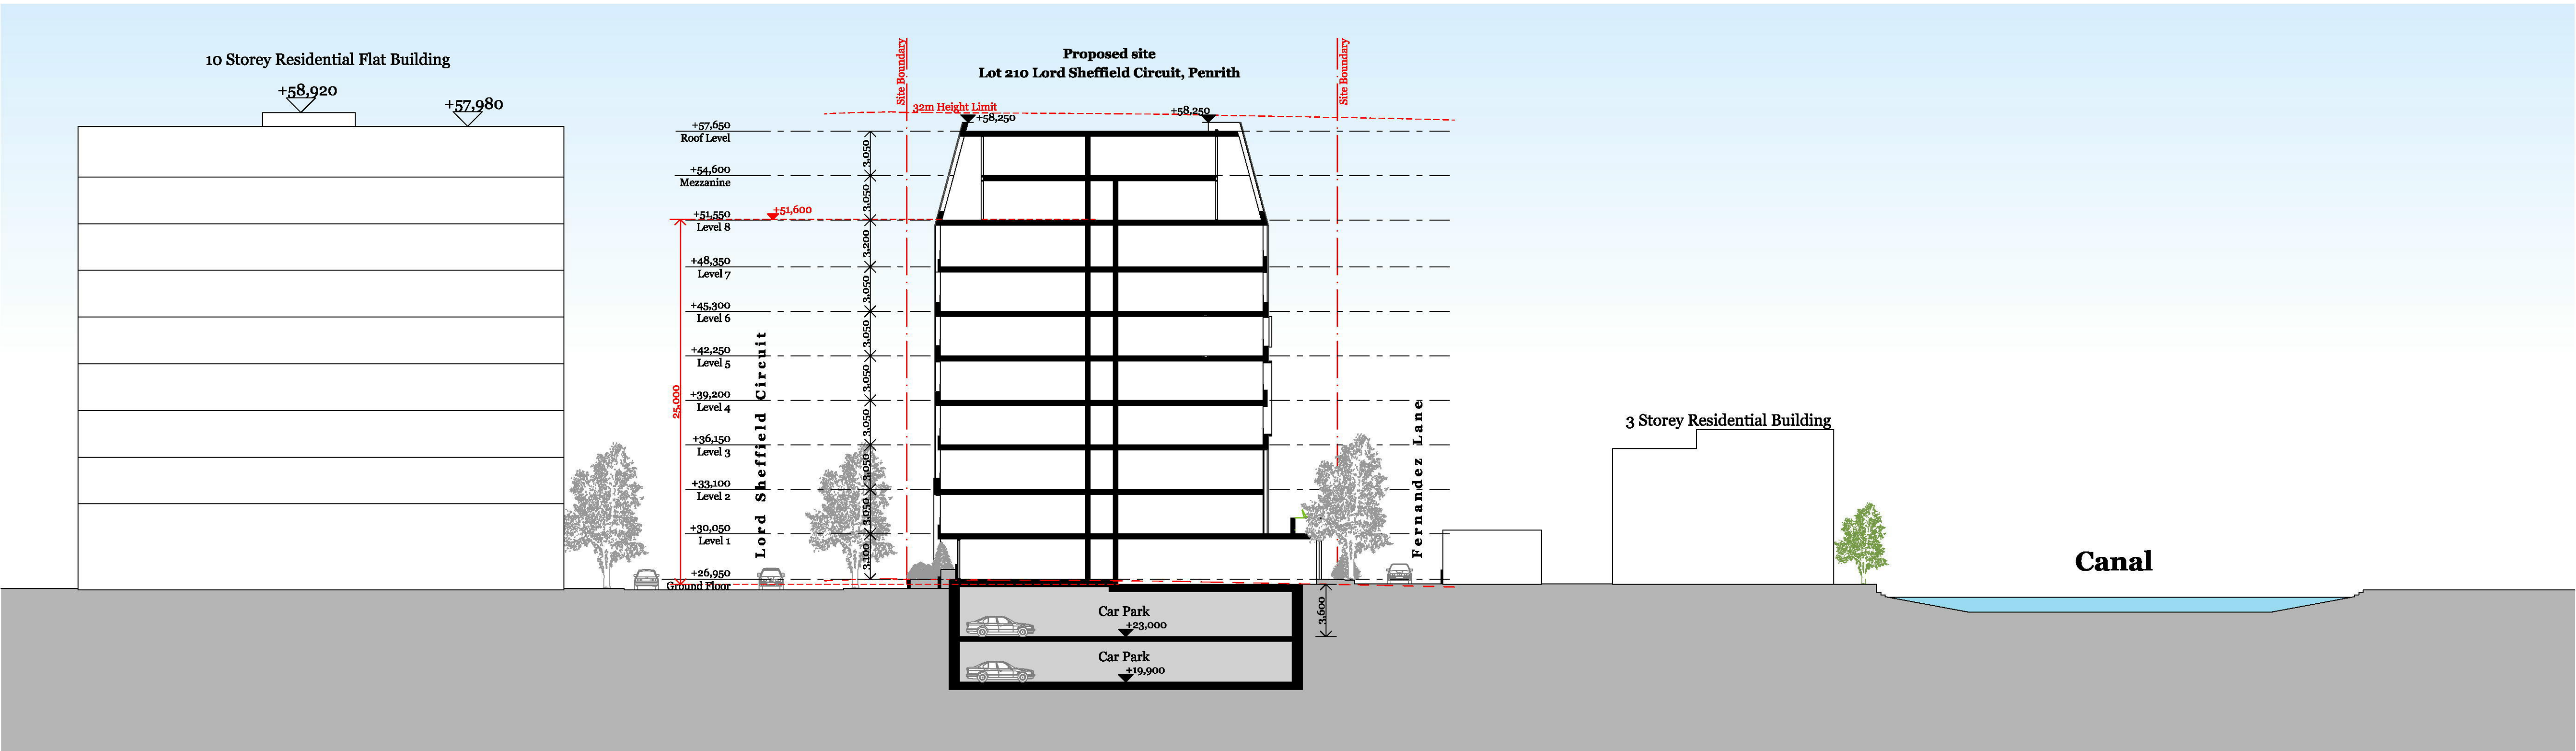 10 Storey Residential Flat Building
+58,920
+57,980
Proposed site
Lot 210 Lord Sheffield Circuit, Penrith
Site Boundary
Site Boundary
32m Height Limit
+58,250
+58,250
+57,650
Roof Level
+54,600
Mezzanine
+51,550
Level 8
+51,600
+48,350
Level 7
+45,300
Level 6
+42,250
Level 5
+39,200
Level 4
+36,150
Level 3
+33,100
Level 2
+30,050
Level 1
+26,950
Ground Floor
25,000
Lord Sheffield Circuit
3,050
3,050
3,200
3,050
3,050
3,050
3,050
3,050
3,050
3,100
Fernandez Lane
3 Storey Residential Building
Canal
Car Park
+23,000
3,600
Car Park
+19,900